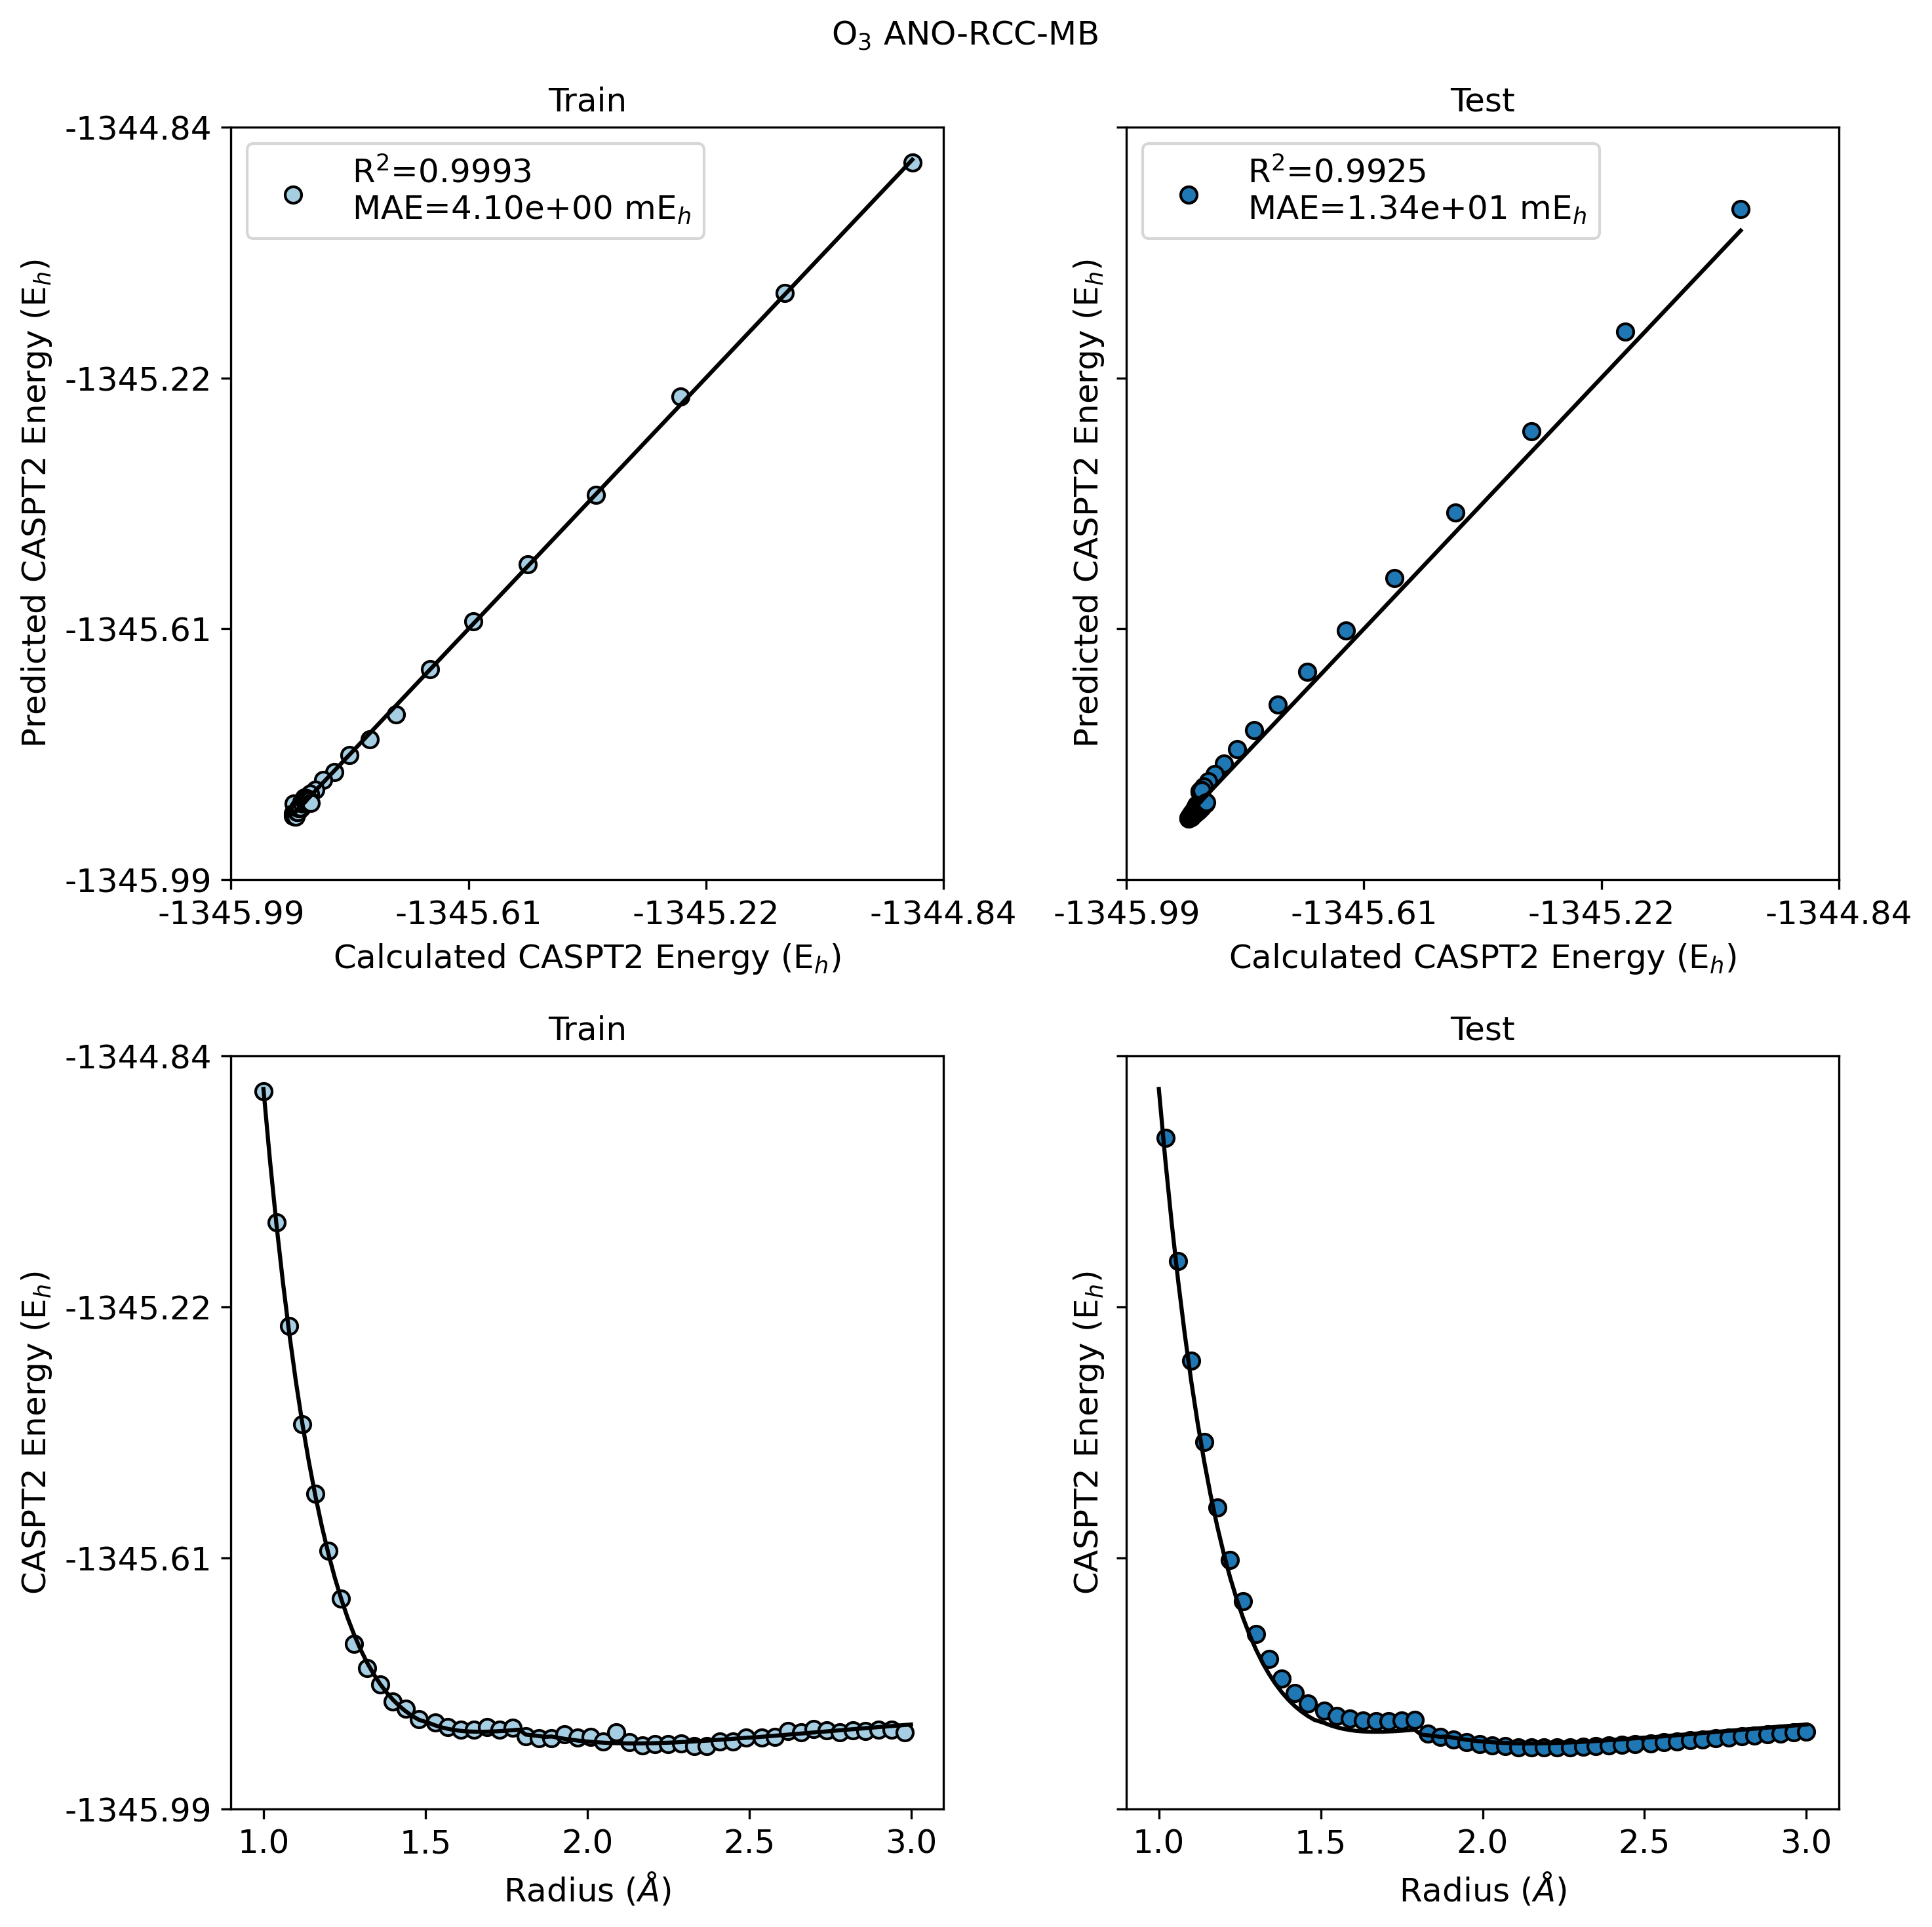 O₃ ANO-RCC-MB
Train
Test
-1344.84
-1345.22
-1345.61
-1345.99
Predicted CASPT2 Energy (Eₕ)
R²=0.9993
MAE=4.10e+00 mEₕ
-1345.99
-1345.61
-1345.22
-1344.84
Calculated CASPT2 Energy (Eₕ)
Predicted CASPT2 Energy (Eₕ)
R²=0.9925
MAE=1.34e+01 mEₕ
-1345.99
-1345.61
-1345.22
-1344.84
Calculated CASPT2 Energy (Eₕ)
Train
Test
-1344.84
-1345.22
-1345.61
-1345.99
CASPT2 Energy (Eₕ)
1.0
1.5
2.0
2.5
3.0
Radius (Å)
CASPT2 Energy (Eₕ)
1.0
1.5
2.0
2.5
3.0
Radius (Å)